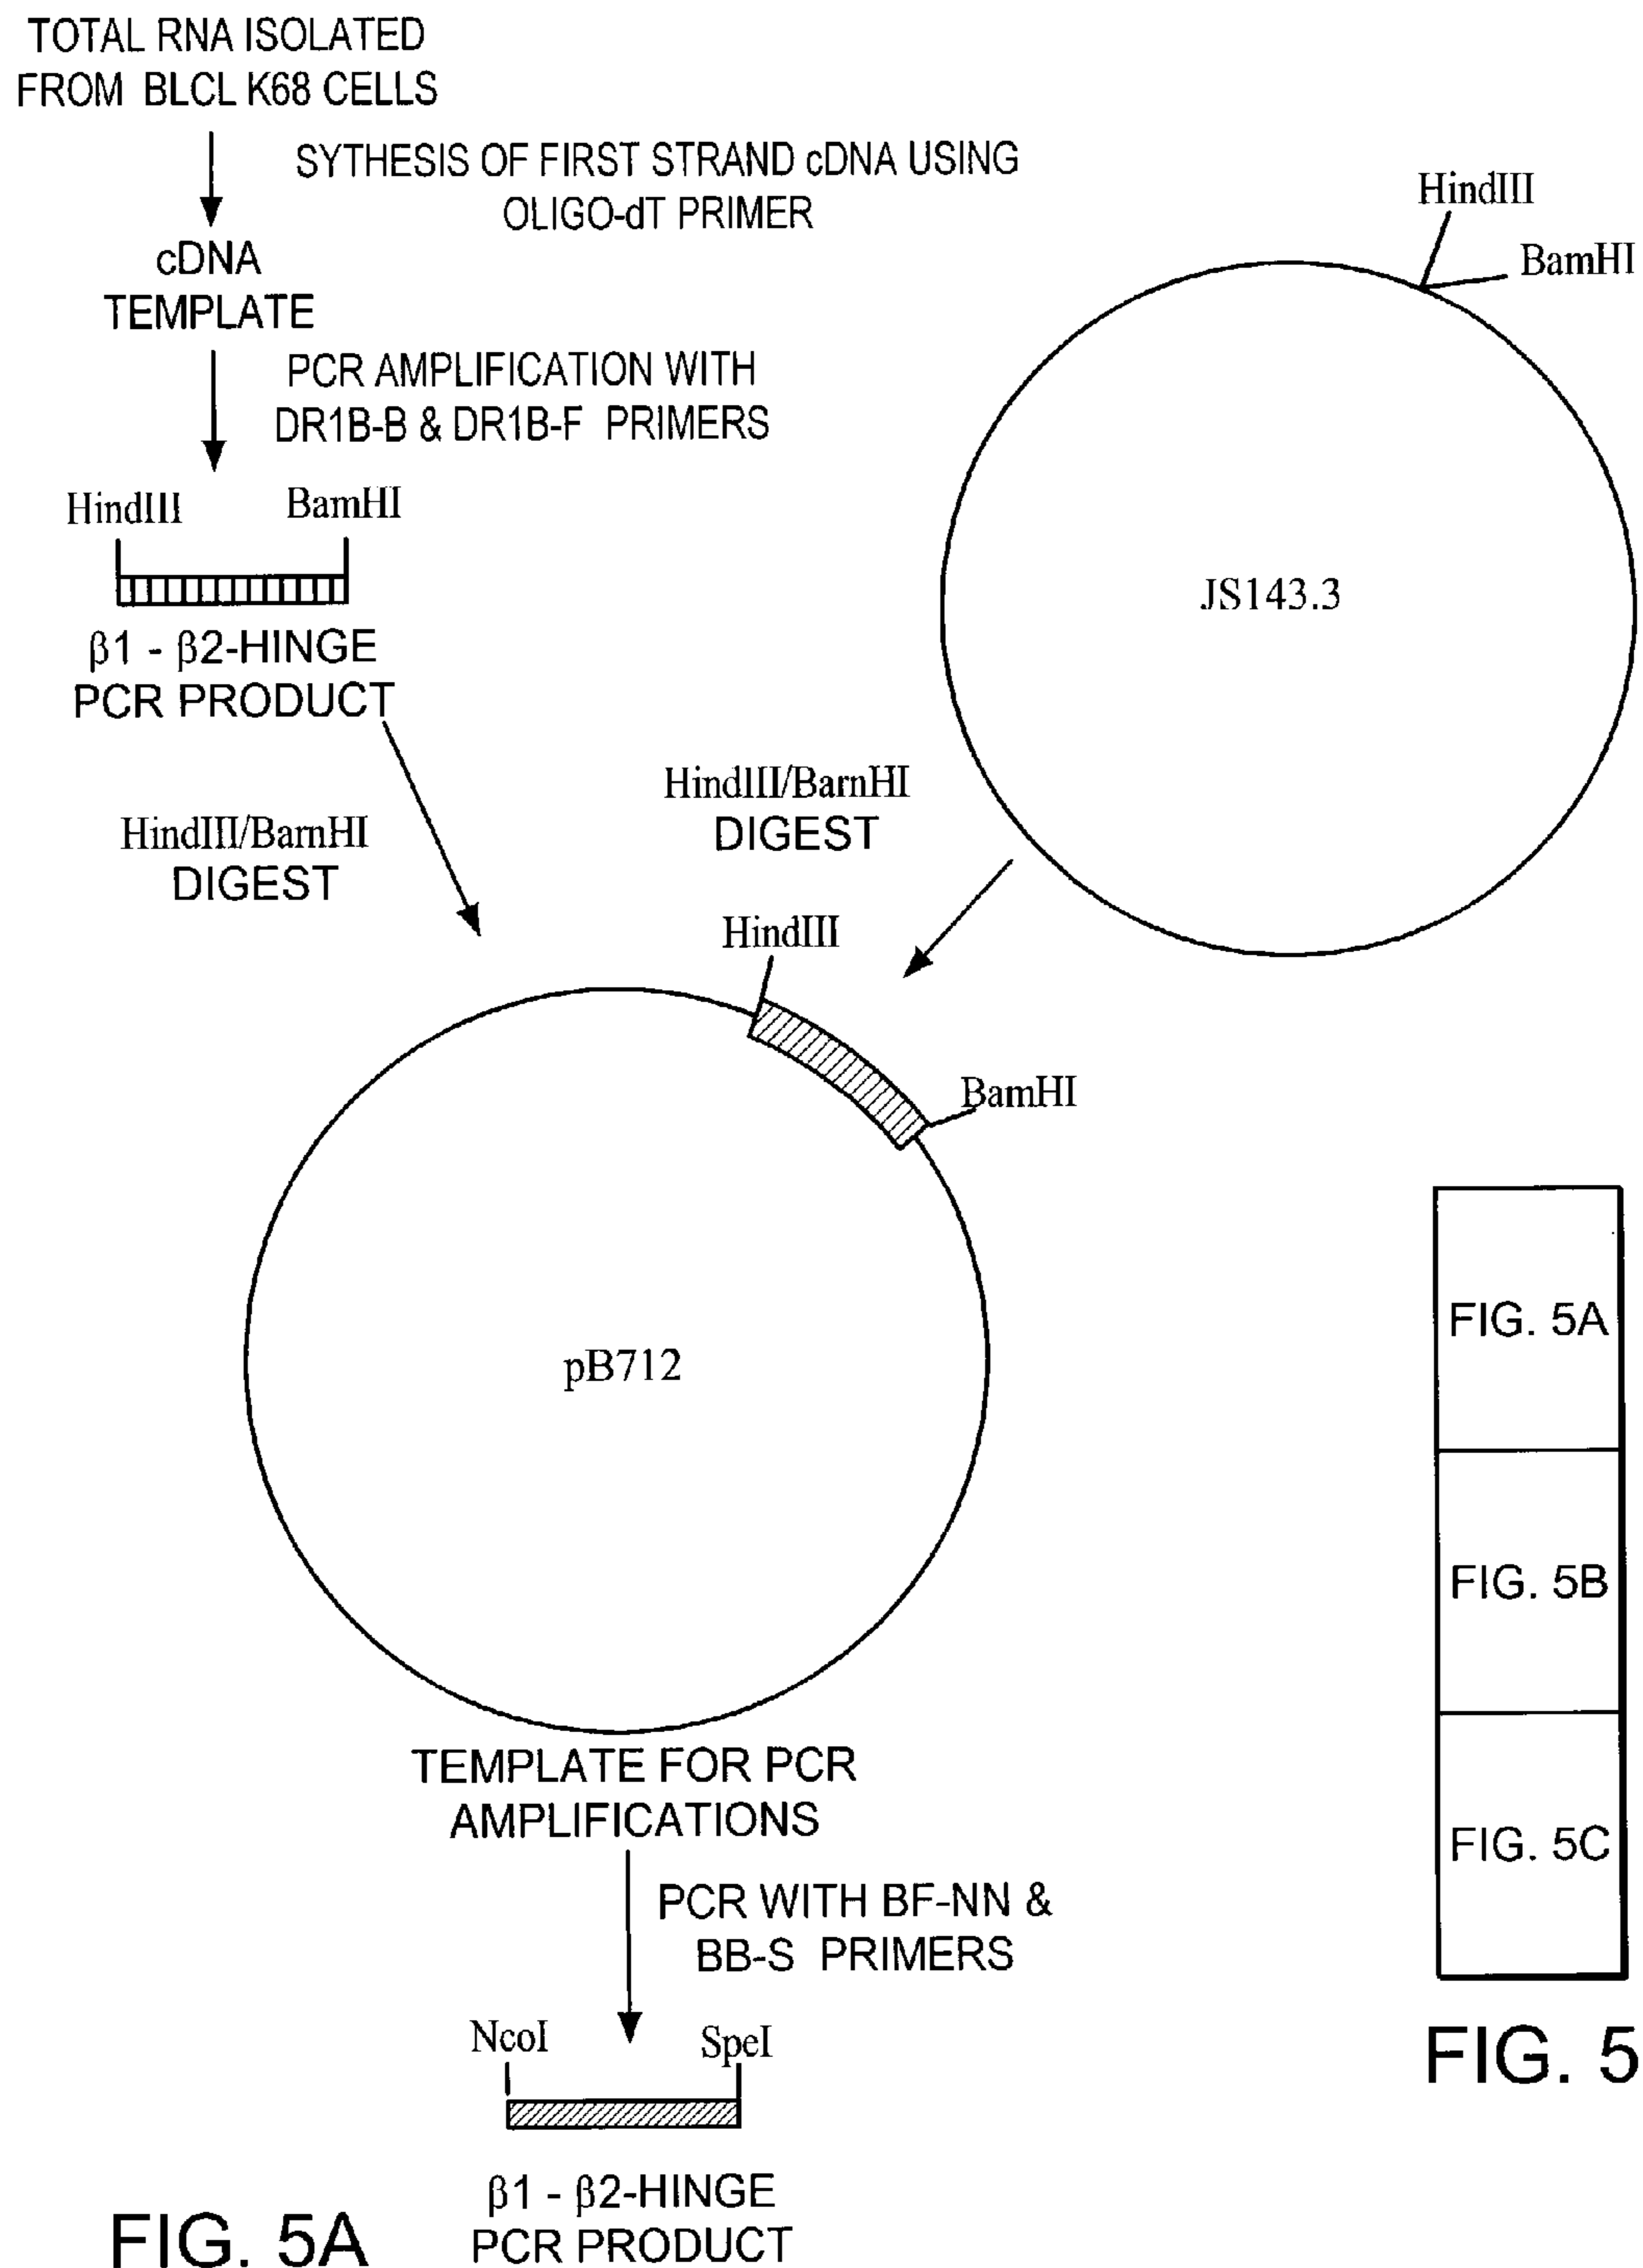 TOTAL RNA ISOLATED
FROM BLCL K68 CELLS
SYTHESIS OF FIRST STRAND cDNA USING
OLIGO-dT PRIMER
cDNA
TEMPLATE
PCR AMPLIFICATION WITH
DR1B-B & DR1B-F PRIMERS
HindIII
BamHI
β1 - β2-HINGE
PCR PRODUCT
HindIII/BamHI
DIGEST
HindIII
BamHI
JS143.3
HindIII/BamHI
DIGEST
HindIII
BamHI
pB712
TEMPLATE FOR PCR
AMPLIFICATIONS
PCR WITH BF-NN &
BB-S PRIMERS
NcoI
SpeI
β1 - β2-HINGE
PCR PRODUCT
FIG. 5A
FIG. 5A
FIG. 5B
FIG. 5C
FIG. 5